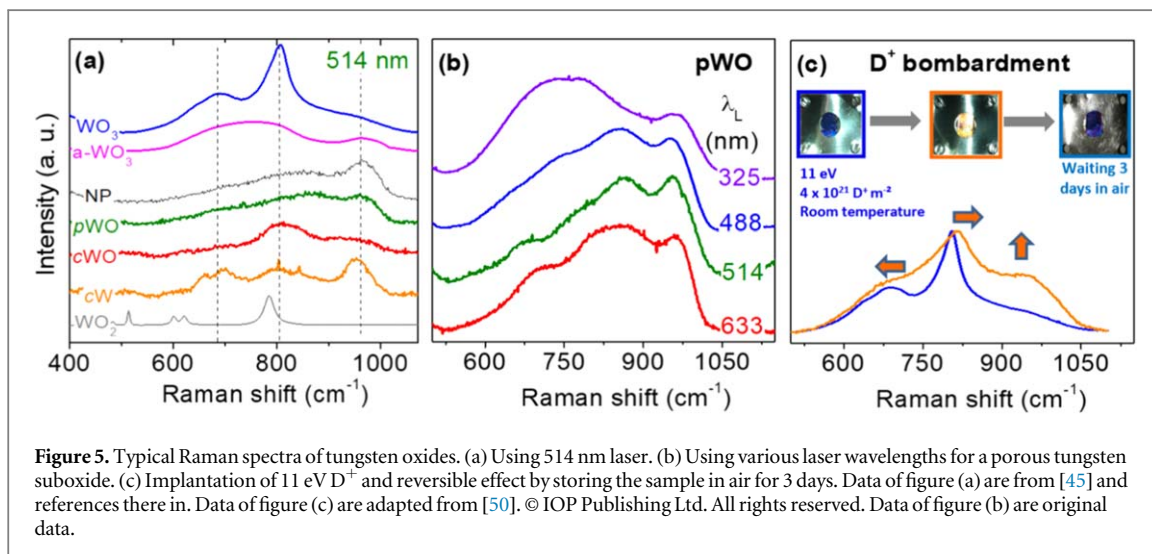 (a)
514 nm
WO₃
a-WO₃
NP
pWO
cWO
cW
WO₂
Intensity (a. u.)
400 600 800 1000
Raman shift (cm⁻¹)
(b)
pWO
λL
(nm)
325
488
514
633
600 750 900 1050
Raman shift (cm⁻¹)
(c)
D⁺ bombardment
11 eV
4 x 10²¹ D⁺ m⁻²
Room temperature
Waiting 3
days in air
600 750 900 1050
Raman shift (cm⁻¹)
Figure 5. Typical Raman spectra of tungsten oxides. (a) Using 514 nm laser. (b) Using various laser wavelengths for a porous tungsten
suboxide. (c) Implantation of 11 eV D⁺ and reversible effect by storing the sample in air for 3 days. Data of figure (a) are from [45] and
references there in. Data of figure (c) are adapted from [50]. © IOP Publishing Ltd. All rights reserved. Data of figure (b) are original
data.